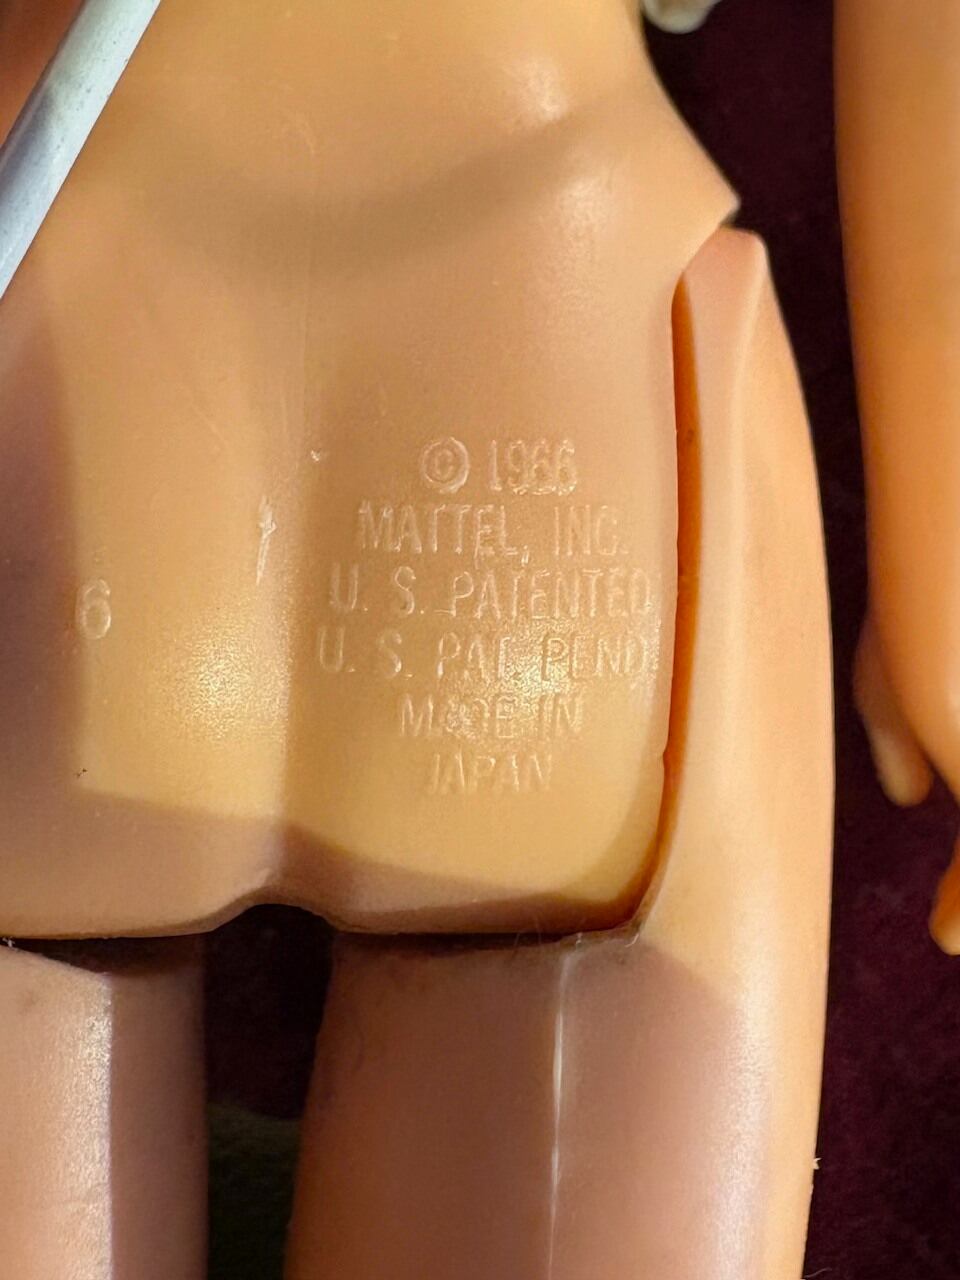 © 1966
MATTEL, INC.
U. S. PATENTED
U. S. PAT. PEND.
MADE IN
JAPAN
6